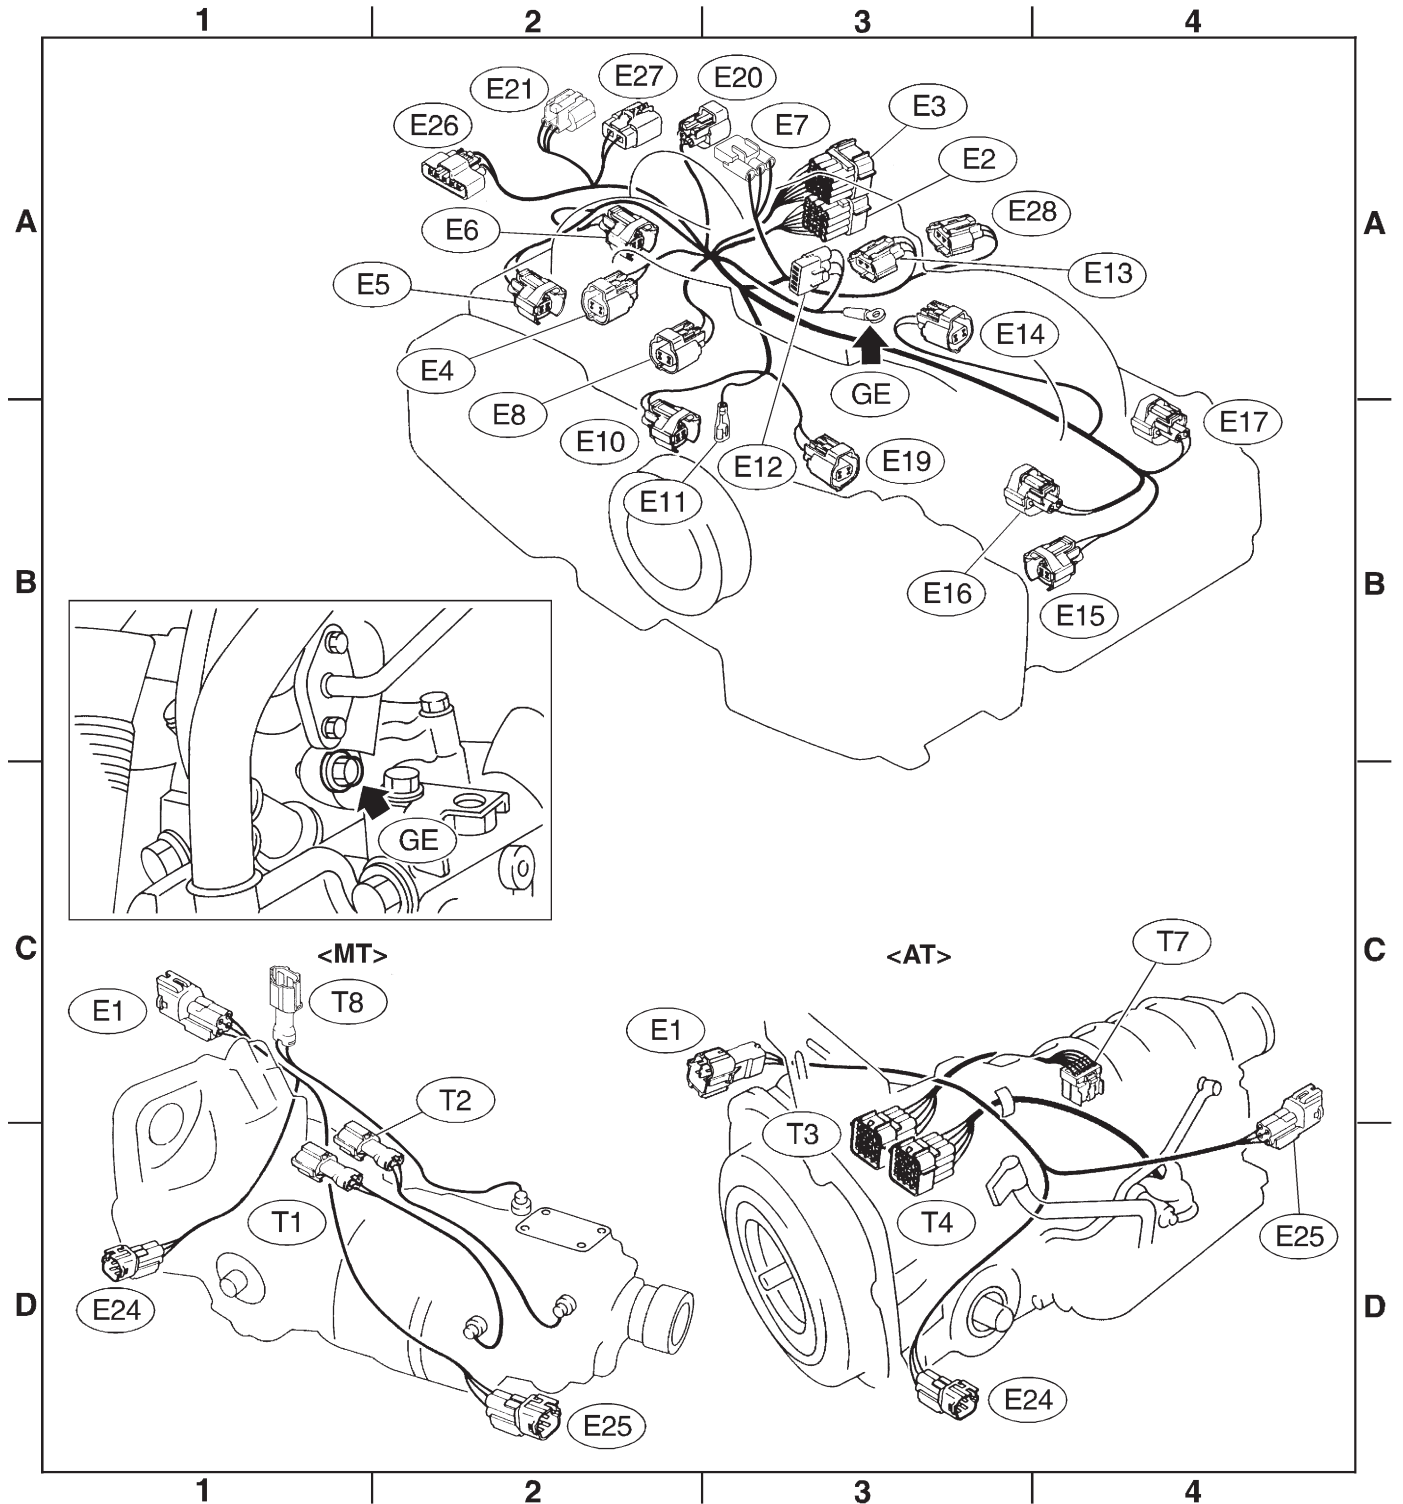 1 2 3 4
E21 E27 E20
E26 E7 E3
E2
A E6 E28 A
E5 E13
E4 E14
E8 GE
E10 E12 E19 E17
E11
B E16 B
E15
GE
C <MT> <AT> T7 C
E1 T8 E1
T2 T3
T1 T4 E25
D E24 D
E25 E24
1 2 3 4